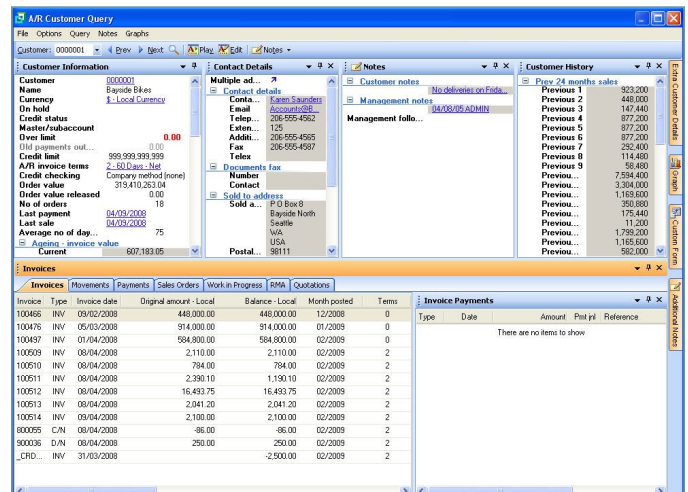 A/R Customer Query
File Options Query Notes Graphs
Customer: 0000001 Prev Next Play Edit Notes
Customer Information
Customer 0000001
Name Bayside Bikes
Currency $ - Local Currency
On hold
Credit status
Master/subaccount
Over limit 0.00
Old payments out... 0.00
Credit limit 999,999,999,999
A/R invoice terms 2 - 60 Days - Net
Credit checking Company method (none)
Order value 319,410,263.04
Order value released 0.00
No of orders 18
Last payment 04/09/2008
Last sale 04/09/2008
Average no of day... 75
Ageing - invoice value
Current 607,183.05
Contact Details
Multiple ad...
Contact details
Conta... Karen Saunders
Email Accounts@B...
Telep... 206-555-4562
Exten... 125
Additi... 206-555-4565
Fax 206-555-4587
Telex
Documents fax
Number
Contact
Sold to address
Sold a... P O Box 8
Bayside North
Seattle
WA
USA
Postal... 98111
Notes
Customer notes
No deliveries on Frida...
Management notes
04/08/05 ADMIN
Management follo...
Customer History
Prev 24 months sales
Previous 1 923,200
Previous 2 448,000
Previous 3 147,440
Previous 4 877,200
Previous 5 877,200
Previous 6 877,200
Previous 7 292,400
Previous 8 114,480
Previous 9 58,480
Previou... 7,594,400
Previou... 3,304,000
Previou... 1,169,600
Previou... 350,880
Previou... 175,440
Previou... 11,200
Previou... 1,799,200
Previou... 1,165,600
Previou... 582,000
Extra Customer Details
Graph
Custom Form
Additional Notes
Invoices
Invoices Movements Payments Sales Orders Work in Progress RMA Quotations
Invoice Type Invoice date Original amount - Local Balance - Local Month posted Terms
100466 INV 09/02/2008 448,000.00 448,000.00 12/2008 0
100476 INV 05/03/2008 914,000.00 914,000.00 01/2009 0
100497 INV 01/04/2008 584,800.00 584,800.00 02/2009 0
100509 INV 08/04/2008 2,110.00 2,110.00 02/2009 2
100510 INV 08/04/2008 784.00 784.00 02/2009 2
100511 INV 08/04/2008 2,390.10 1,190.10 02/2009 2
100512 INV 08/04/2008 16,493.75 16,493.75 02/2009 2
100513 INV 08/04/2008 2,041.20 2,041.20 02/2009 2
100514 INV 09/04/2008 2,100.00 2,100.00 02/2009 2
800055 C/N 08/04/2008 -86.00 -86.00 02/2009 2
900036 D/N 08/04/2008 250.00 250.00 02/2009 2
_CRD... INV 31/03/2008 -2,500.00 02/2009 2
Invoice Payments
Type Date Amount Pmt jnl Reference
There are no items to show